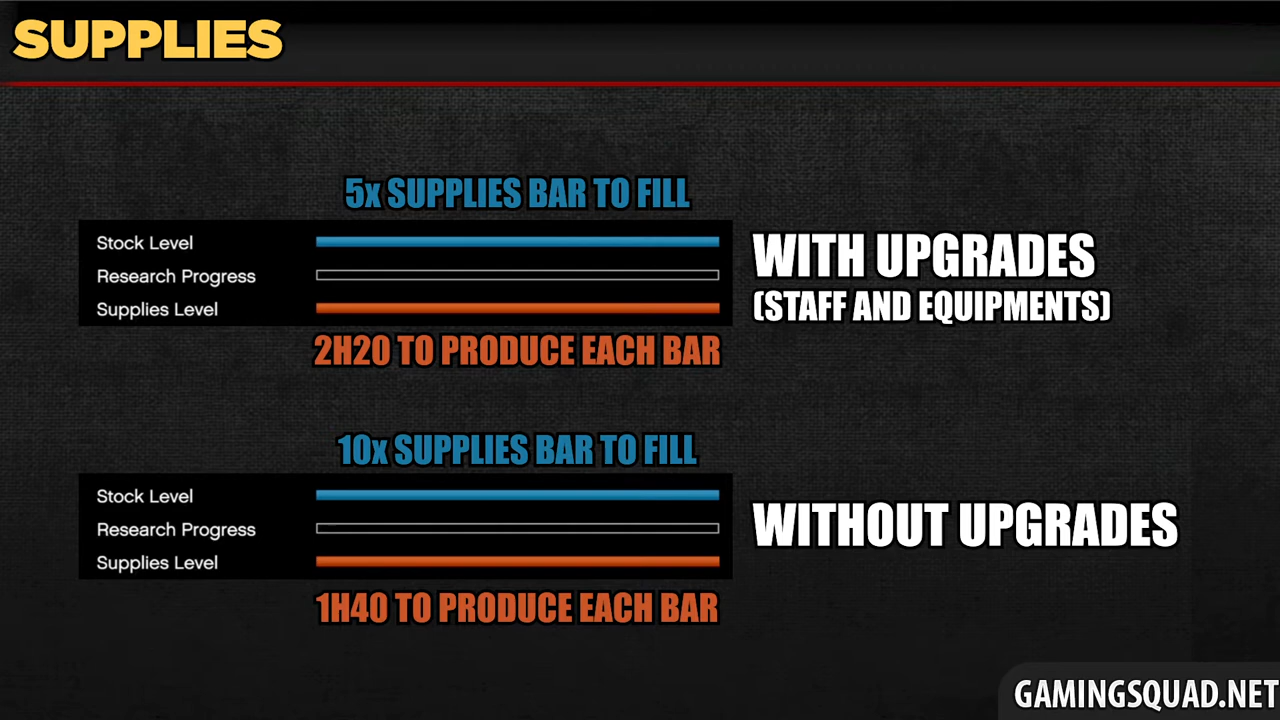 SUPPLIES
5x SUPPLIES BAR TO FILL
Stock Level
Research Progress
Supplies Level
2H20 TO PRODUCE EACH BAR
WITH UPGRADES
(STAFF AND EQUIPMENTS)
10x SUPPLIES BAR TO FILL
Stock Level
Research Progress
Supplies Level
1H40 TO PRODUCE EACH BAR
WITHOUT UPGRADES
GAMINGSQUAD.NET